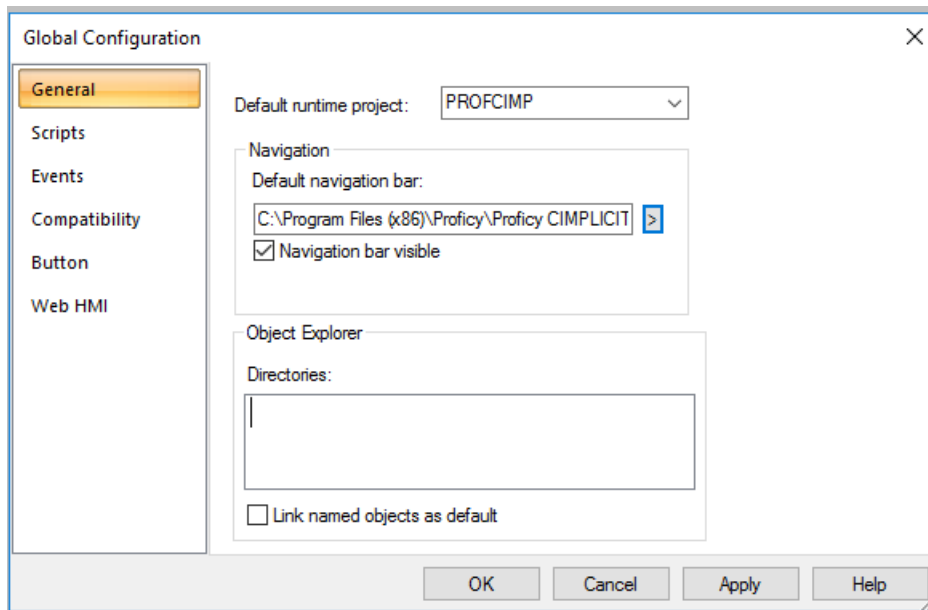 Global Configuration
General
Scripts
Events
Compatibility
Button
Web HMI
Default runtime project:
PROFCIMP
Navigation
Default navigation bar:
C:\Program Files (x86)\Proficy\Proficy CIMPLICIT
>
Navigation bar visible
Object Explorer
Directories:
Link named objects as default
OK
Cancel
Apply
Help